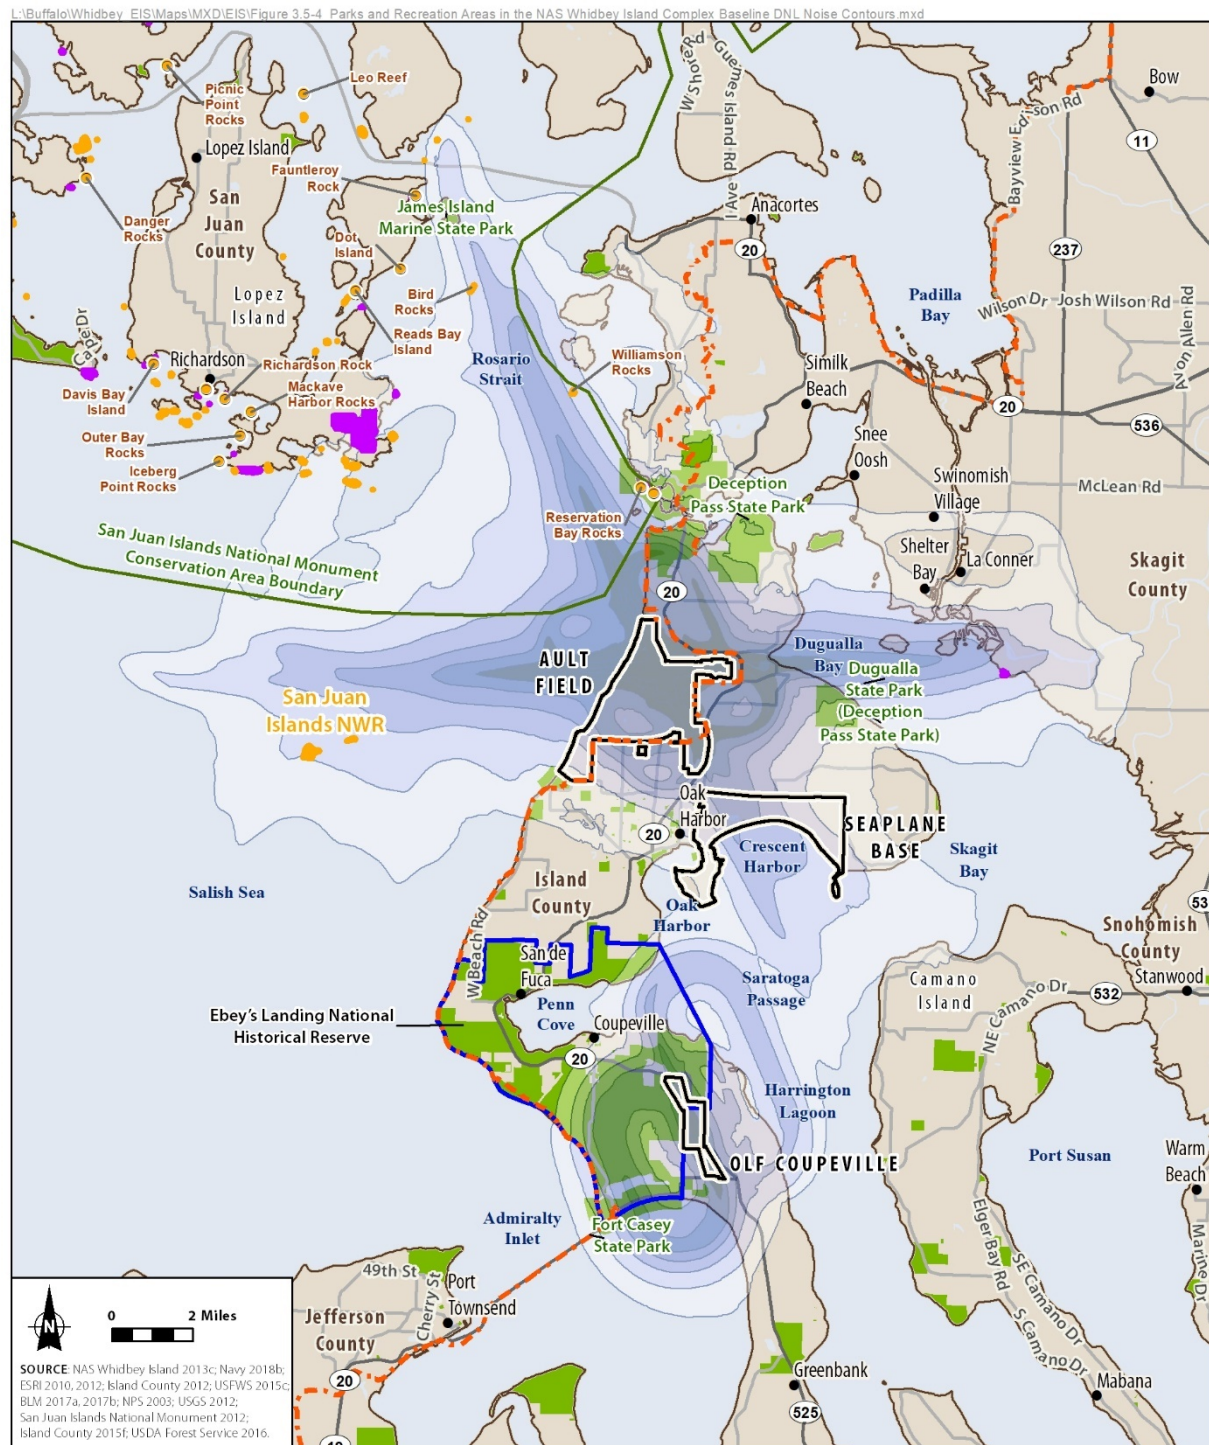 L:\Buffalo\Whidbey_EIS\Maps\MXD\EIS\Figure 3.5-4 Parks and Recreation Areas in the NAS Whidbey Island Complex Baseline DNL Noise Contours.mxd
Picnic
Point
Rocks
Leo Reef
W Shore Rd
Guemes Island Rd
Bow
Bayview Edison Rd
11
Lopez Island
Fauntleroy
Rock
San
Juan
County
James Island
Marine State Park
I Ave
Anacortes
Danger
Rocks
Dot
Island
20
237
Lopez
Island
Bird
Rocks
Padilla
Bay
Wilson Dr
Josh Wilson Rd
Avon Allen Rd
Cape Dr
Reads Bay
Island
Richardson
Richardson Rock
Rosario
Strait
Williamson
Rocks
Similk
Beach
Davis Bay
Island
Mackave
Harbor Rocks
20
536
Outer Bay
Rocks
Snee
Oosh
Iceberg
Point Rocks
Deception
Pass State Park
Swinomish
Village
McLean Rd
Reservation
Bay Rocks
San Juan Islands National Monument
Conservation Area Boundary
Shelter
Bay
La Conner
Skagit
County
20
AULT
FIELD
Dugualla
Bay
Dugualla
State Park
(Deception
Pass State Park)
San Juan
Islands NWR
Oak
Harbor
20
SEAPLANE
BASE
Crescent
Harbor
Skagit
Bay
Salish Sea
Island
County
Oak
Harbor
53
Snohomish
County
W Beach Rd
San de
Fuca
Saratoga
Passage
Camano
Island
Stanwood
532
NE Camano Dr
Penn
Cove
Ebey's Landing National
Historical Reserve
Coupeville
20
Harrington
Lagoon
OLF COUPEVILLE
Port Susan
Warm
Beach
Admiralty
Inlet
Fort Casey
State Park
Elger Bay Rd
SE Camano Dr
Marine Dr
49th St
Cherry St
Port
Townsend
S Camano Dr
Jefferson
County
N
0 2 Miles
20
Greenbank
Mabana
525
19
SOURCE: NAS Whidbey Island 2013c; Navy 2018b;
ESRI 2010, 2012; Island County 2012; USFWS 2015c;
BLM 2017a, 2017b; NPS 2003; USGS 2012;
San Juan Islands National Monument 2012;
Island County 2015f; USDA Forest Service 2016.